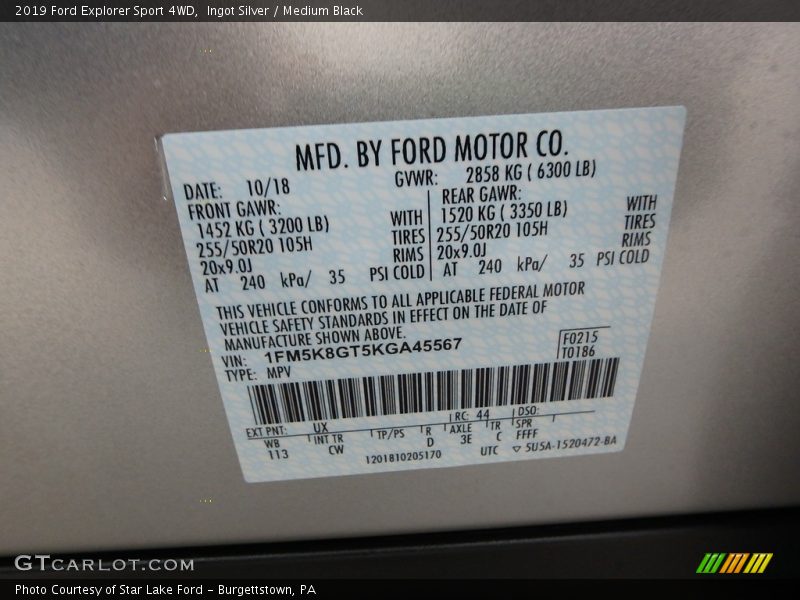 2019 Ford Explorer Sport 4WD,  Ingot Silver / Medium Black
MFD. BY FORD MOTOR CO.
DATE: 10/18 GVWR: 2858 KG ( 6300 LB)
FRONT GAWR: REAR GAWR:
1452 KG ( 3200 LB) WITH 1520 KG ( 3350 LB) WITH
255/50R20 105H TIRES 255/50R20 105H TIRES
20x9.0J RIMS 20x9.0J RIMS
AT 240 kPa/ 35 PSI COLD AT 240 kPa/ 35 PSI COLD
THIS VEHICLE CONFORMS TO ALL APPLICABLE FEDERAL MOTOR
VEHICLE SAFETY STANDARDS IN EFFECT ON THE DATE OF
MANUFACTURE SHOWN ABOVE.
VIN: 1FM5K8GT5KGA45567 F0215
TYPE: MPV T0186
EXT PNT: UX RC: 44 DSO:
WB INT TR TP/PS R AXLE TR SPR
113 CW D 3E C FFFF
1201810205170 UTC ▽ 5U5A-1520472-BA
GTCARLOT.COM
Photo Courtesy of Star Lake Ford - Burgettstown, PA